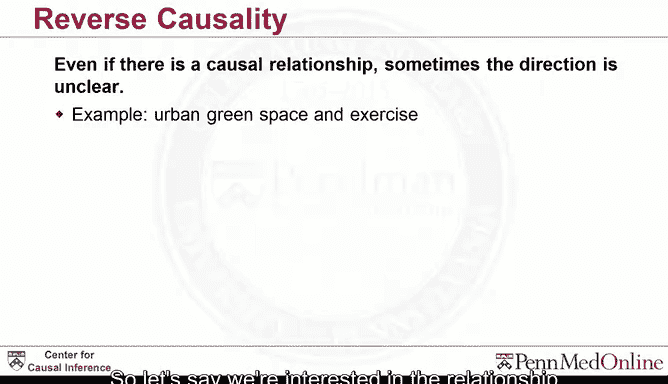 Reverse Causality
Even if there is a causal relationship, sometimes the direction is
unclear.
Example: urban green space and exercise
Center for
Causal Inference
PennMedOnline
So let's say we're interested in the relationship